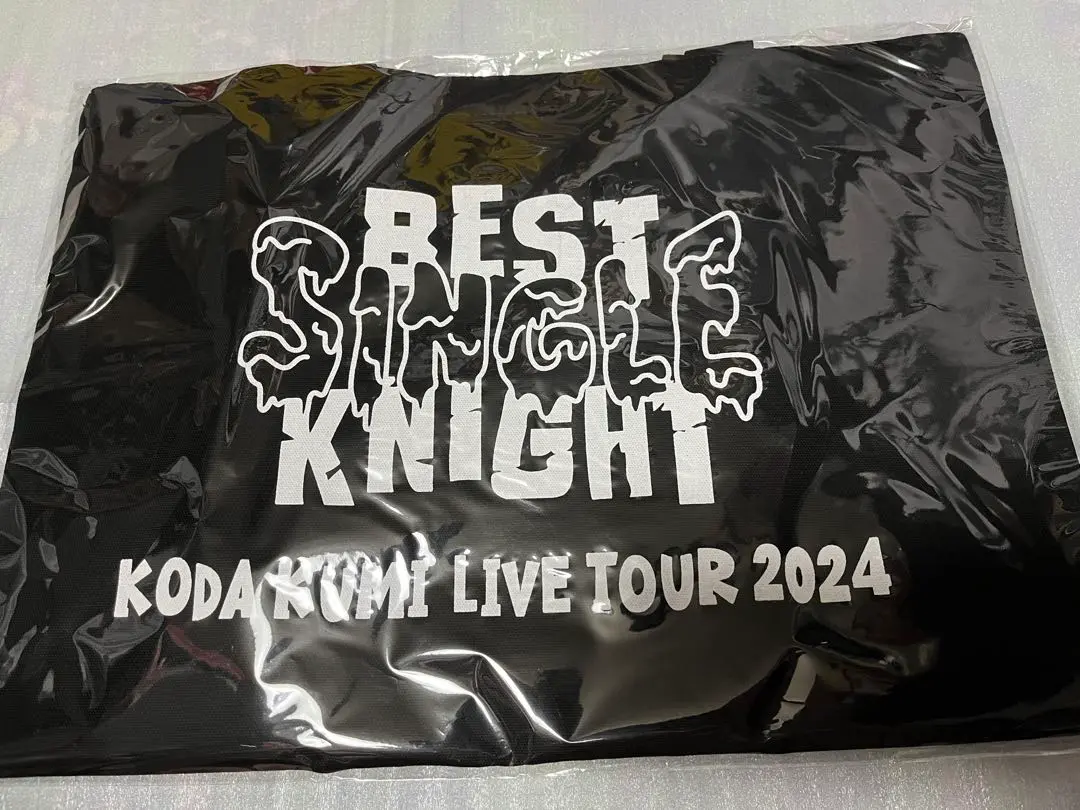 BEST
SINGLE
KNIGHT
KODA KUMI LIVE TOUR 2024